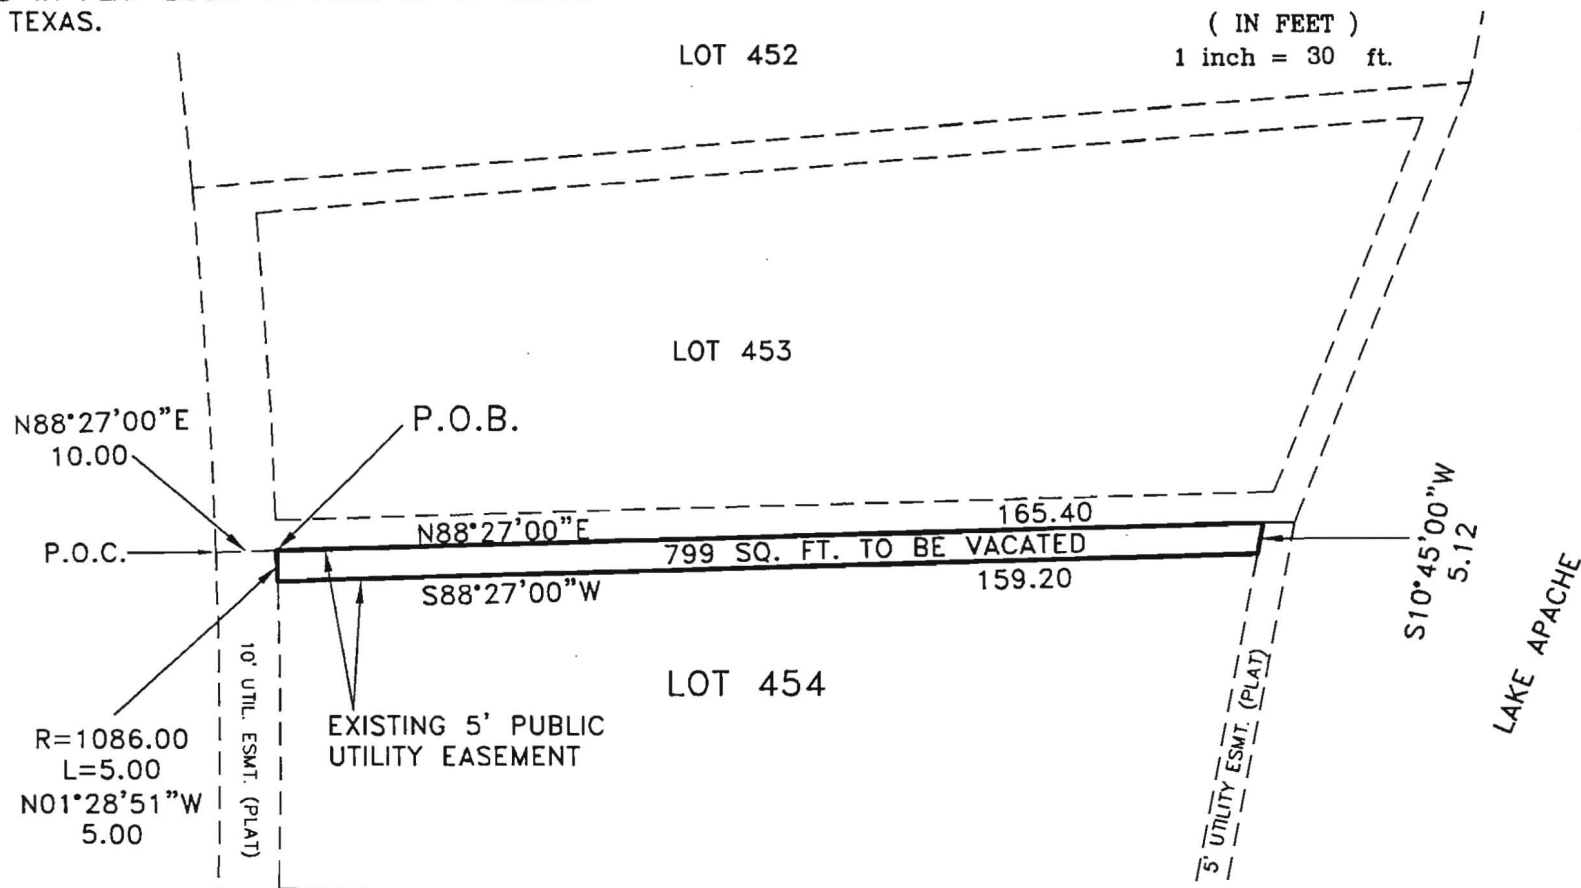 TEXAS.
( IN FEET )
1 inch = 30 ft.
LOT 452
LOT 453
N88°27'00"E
10.00
P.O.B.
P.O.C.
N88°27'00"E
165.40
799 SQ. FT. TO BE VACATED
S88°27'00"W
159.20
S10°45'00"W
5.12
LAKE APACHE
LOT 454
EXISTING 5' PUBLIC
UTILITY EASEMENT
R=1086.00
L=5.00
N01°28'51"W
5.00
10' UTIL. ESMT. (PLAT)
5' UTILITY ESMT. (PLAT)